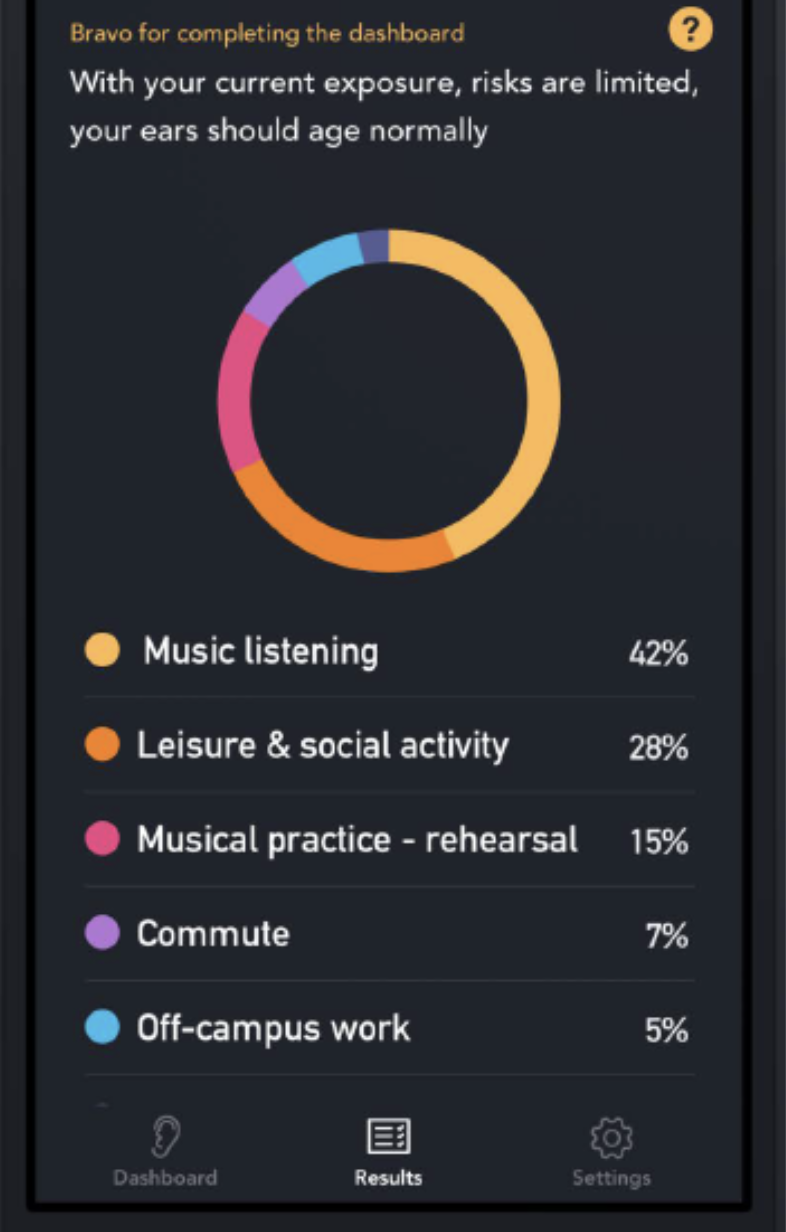 Bravo for completing the dashboard
?
With your current exposure, risks are limited,
your ears should age normally
Music listening 42%
Leisure & social activity 28%
Musical practice - rehearsal 15%
Commute 7%
Off-campus work 5%
Dashboard Results Settings